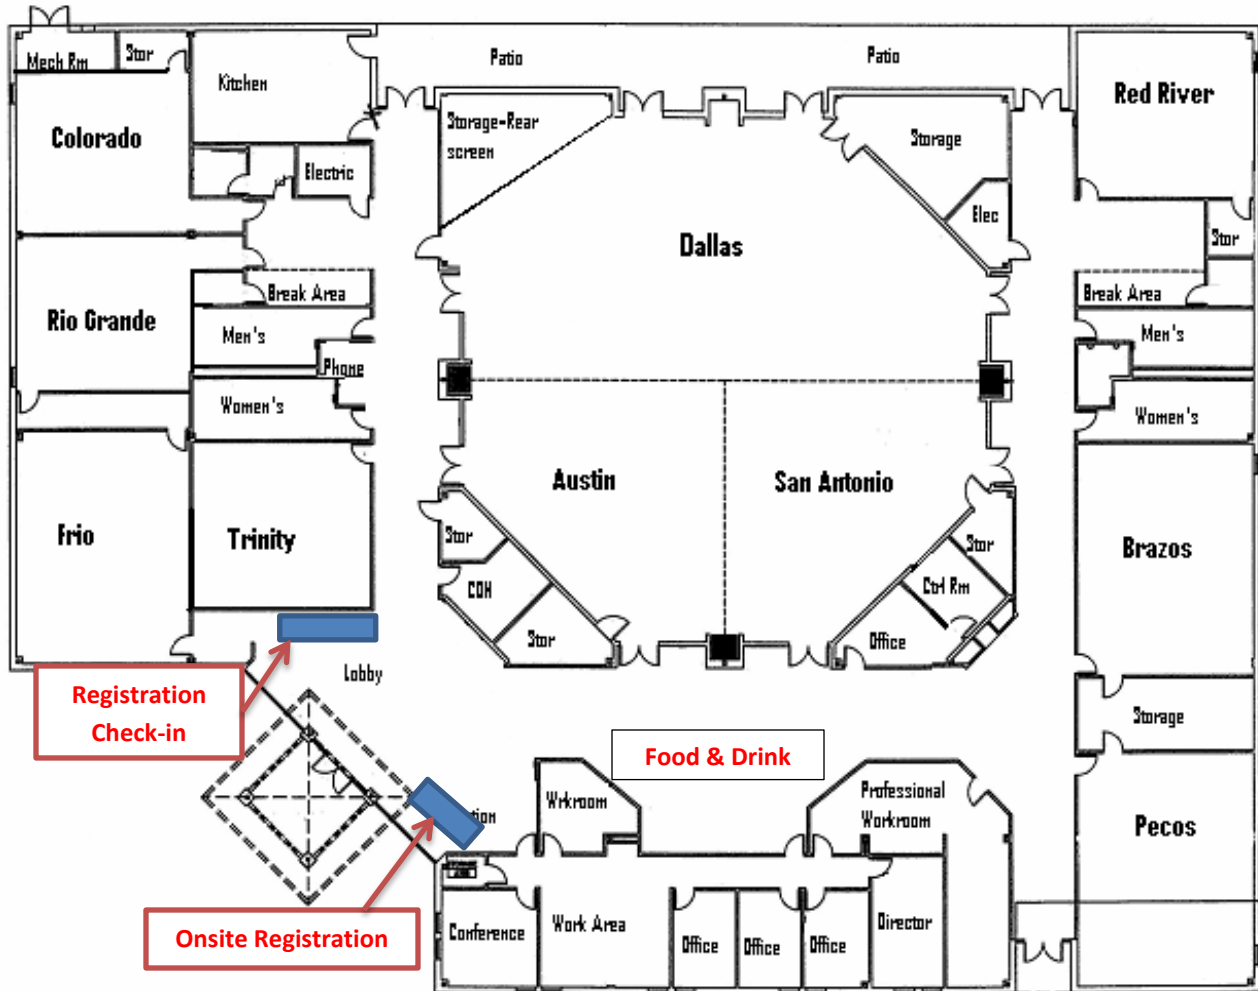 Mech Rm
Stor
Kitchen
Patio
Patio
Red River
Colorado
Storage-Rear
screen
Storage
Electric
Elec
Dallas
Stor
Break Area
Break Area
Rio Grande
Men's
Men's
Phone
Women's
Women's
Austin
San Antonio
Frio
Trinity
Stor
Stor
Brazos
COH
Ctrl Rm
Stor
Office
Lobby
Registration
Check-in
Storage
Food & Drink
Wrkroom
Professional
Workroom
Pecos
Onsite Registration
Conference
Work Area
Office
Office
Office
Director